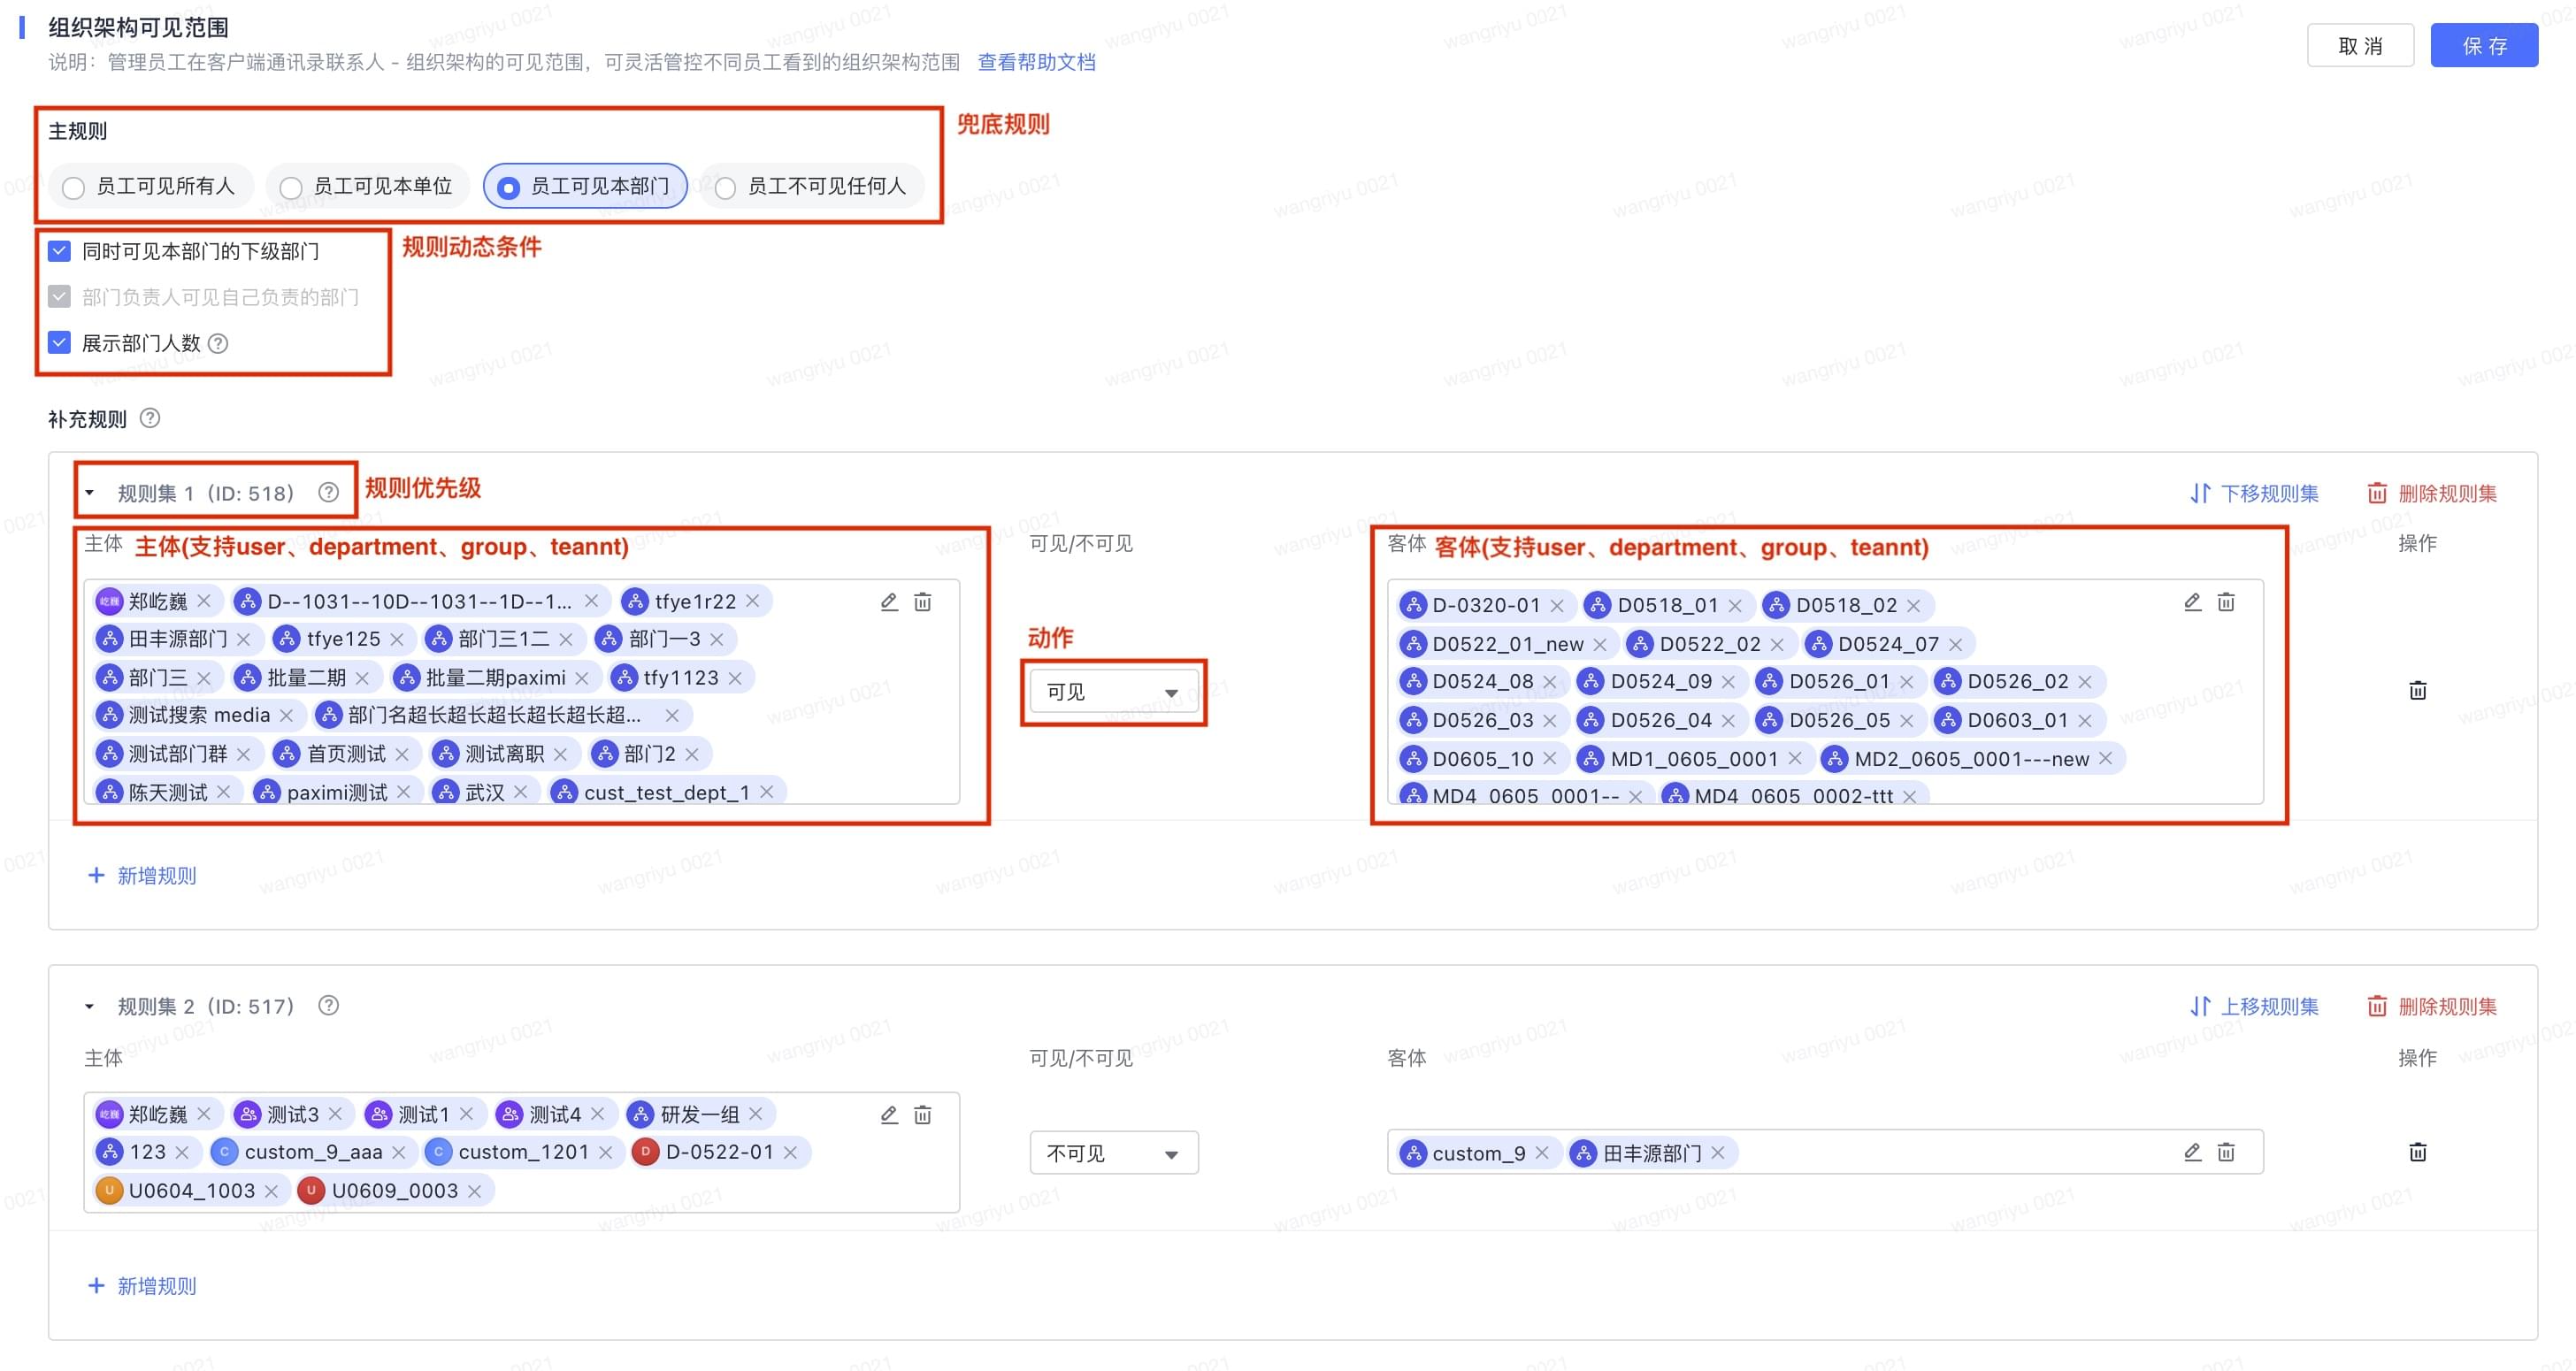 组织架构可见范围
说明：管理员工在客户端通讯录联系人 - 组织架构的可见范围，可灵活管控不同员工看到的组织架构范围 查看帮助文档
取 消 保 存
主规则 兜底规则
员工可见所有人 员工可见本单位 员工可见本部门 员工不可见任何人
同时可见本部门的下级部门 规则动态条件
部门负责人可见自己负责的部门
展示部门人数
补充规则
规则集 1（ID: 518） 规则优先级 下移规则集 删除规则集
主体 主体(支持user、department、group、teannt) 可见/不可见 客体 客体(支持user、department、group、teannt) 操作
屹巍 郑屹巍 D--1031--10D--1031--1D--1... tfye1r22
田丰源部门 tfye125 部门三1二 部门一3
部门三 批量二期 批量二期paximi tfy1123
测试搜索 media 部门名超长超长超长超长超长超...
测试部门群 首页测试 测试离职 部门2
陈天测试 paximi测试 武汉 cust_test_dept_1
动作
可见
D-0320-01 D0518_01 D0518_02
D0522_01_new D0522_02 D0524_07
D0524_08 D0524_09 D0526_01 D0526_02
D0526_03 D0526_04 D0526_05 D0603_01
D0605_10 MD1_0605_0001 MD2_0605_0001---new
MD4_0605_0001-- MD4_0605_0002-ttt
新增规则
规则集 2（ID: 517） 上移规则集 删除规则集
主体 可见/不可见 客体 操作
屹巍 郑屹巍 测试3 测试1 测试4 研发一组
123 C custom_9_aaa C custom_1201 D D-0522-01
U U0604_1003 U U0609_0003
不可见
custom_9 田丰源部门
新增规则
wangriyu 0021